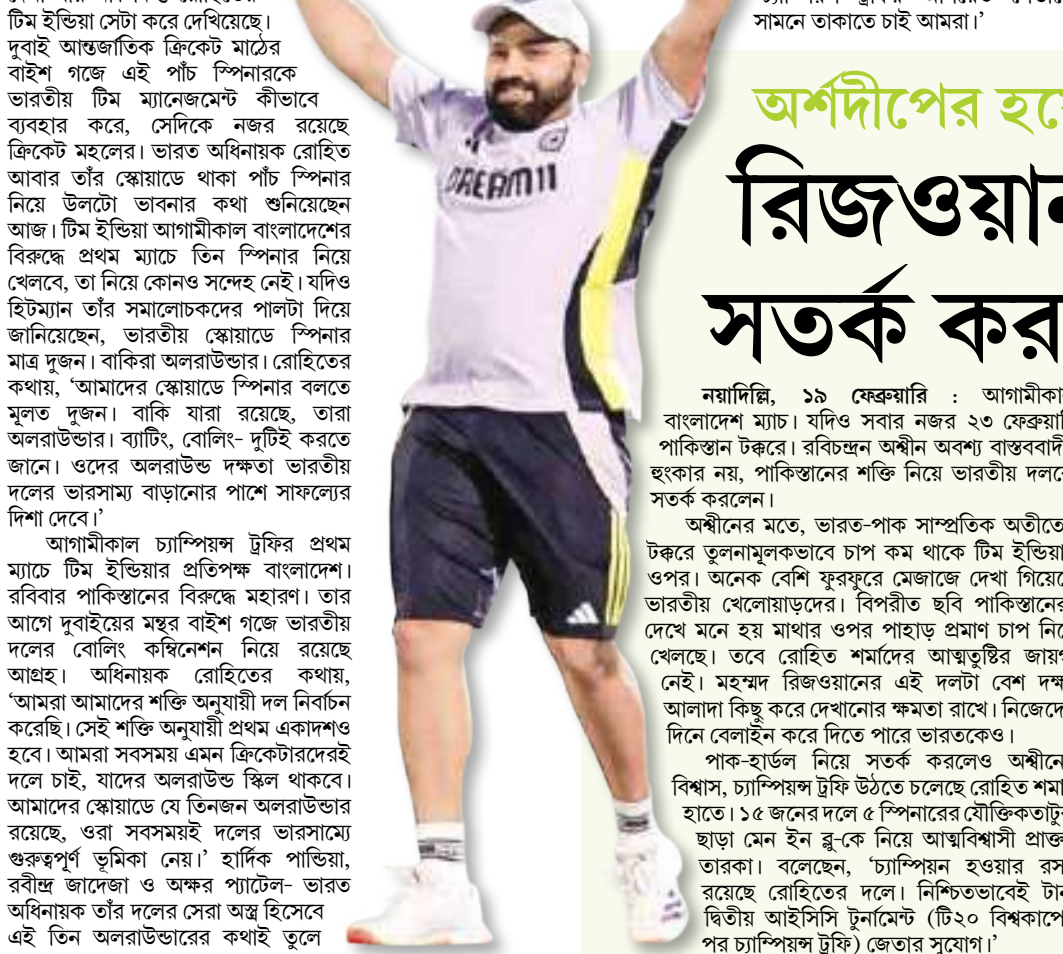 টিম ইন্ডিয়া সেটা করে দেখিয়েছে।
দুবাই আন্তর্জাতিক ক্রিকেট মাঠের
বাইশ গজে এই পাঁচ স্পিনারকে
ভারতীয় টিম ম্যানেজমেন্ট কীভাবে
ব্যবহার করে, সেদিকে নজর রয়েছে
ক্রিকেট মহলের। ভারত অধিনায়ক রোহিত
আবার তাঁর স্কোয়াডে থাকা পাঁচ স্পিনার
নিয়ে উলটো ভাবনার কথা শুনিয়েছেন
আজ। টিম ইন্ডিয়া আগামীকাল বাংলাদেশের
বিরুদ্ধে প্রথম ম্যাচে তিন স্পিনার নিয়ে
খেলবে, তা নিয়ে কোনও সন্দেহ নেই। যদিও
হিটম্যান তাঁর সমালোচকদের পালটা দিয়ে
জানিয়েছেন, ভারতীয় স্কোয়াডে স্পিনার
মাত্র দুজন। বাকিরা অলরাউন্ডার। রোহিতের
কথায়, ‘আমাদের স্কোয়াডে স্পিনার বলতে
মূলত দুজন। বাকি যারা রয়েছে, তারা
অলরাউন্ডার। ব্যাটিং, বোলিং- দুটিই করতে
জানে। ওদের অলরাউন্ড দক্ষতা ভারতীয়
দলের ভারসাম্য বাড়ানোর পাশে সাফল্যের
দিশা দেবে।’
আগামীকাল চ্যাম্পিয়ন্স ট্রফির প্রথম
ম্যাচে টিম ইন্ডিয়ার প্রতিপক্ষ বাংলাদেশ।
রবিবার পাকিস্তানের বিরুদ্ধে মহারণ। তার
আগে দুবাইয়ের মন্থর বাইশ গজে ভারতীয়
দলের বোলিং কম্বিনেশন নিয়ে রয়েছে
আগ্রহ। অধিনায়ক রোহিতের কথায়,
‘আমরা আমাদের শক্তি অনুযায়ী দল নির্বাচন
করেছি। সেই শক্তি অনুযায়ী প্রথম একাদশও
হবে। আমরা সবসময় এমন ক্রিকেটারদেরই
দলে চাই, যাদের অলরাউন্ড স্কিল থাকবে।
আমাদের স্কোয়াডে যে তিনজন অলরাউন্ডার
রয়েছে, ওরা সবসময়ই দলের ভারসাম্যে
গুরুত্বপূর্ণ ভূমিকা নেয়।’ হার্দিক পান্ডিয়া,
রবীন্দ্র জাদেজা ও অক্ষর প্যাটেল- ভারত
অধিনায়ক তাঁর দলের সেরা অস্ত্র হিসেবে
এই তিন অলরাউন্ডারের কথাই তুলে
DREAM11
সামনে তাকাতে চাই আমরা।’
অর্শদীপের
রিজওয়ান
সতর্ক
নয়াদিল্লি, ১৯ ফেব্রুয়ারি :
বাংলাদেশ ম্যাচ। যদিও সবার নজর ২৩
পাকিস্তান টক্করে। রবিচন্দ্রন অশ্বীন অবশ্য বাস্তববাদী
হুংকার নয়, পাকিস্তানের শক্তি নিয়ে ভারতীয়
সতর্ক করলেন।
অশ্বীনের মতে, ভারত-পাক সাম্প্রতিক অতীতে
টক্করে তুলনামূলকভাবে চাপ কম থাকে টিম
ওপর। অনেক বেশি ফুরফুরে মেজাজে দেখা
ভারতীয় খেলোয়াড়দের। বিপরীত ছবি পাকিস্তানের
দেখে মনে হয় মাথার ওপর পাহাড় প্রমাণ চাপ
খেলছে। তবে রোহিত শর্মাদের আত্মতুষ্টির
নেই। মহম্মদ রিজওয়ানের এই দলটা বেশ
আলাদা কিছু করে দেখানোর ক্ষমতা রাখে।
দিনে বেলাইন করে দিতে পারে ভারতকেও।
পাক-হার্ডল নিয়ে সতর্ক করলেও
বিশ্বাস, চ্যাম্পিয়ন্স ট্রফি উঠতে চলেছে রোহিত
হাতে। ১৫ জনের দলে ৫ স্পিনারের
ছাড়া মেন ইন ব্লু-কে নিয়ে আত্মবিশ্বাসী
তারকা। বলেছেন, ‘চ্যাম্পিয়ন হওয়ার
রয়েছে রোহিতের দলে। নিশ্চিতভাবেই
দ্বিতীয় আইসিসি টুর্নামেন্ট (টি২০
পর চ্যাম্পিয়ন্স ট্রফি) জেতার সুযোগ।’